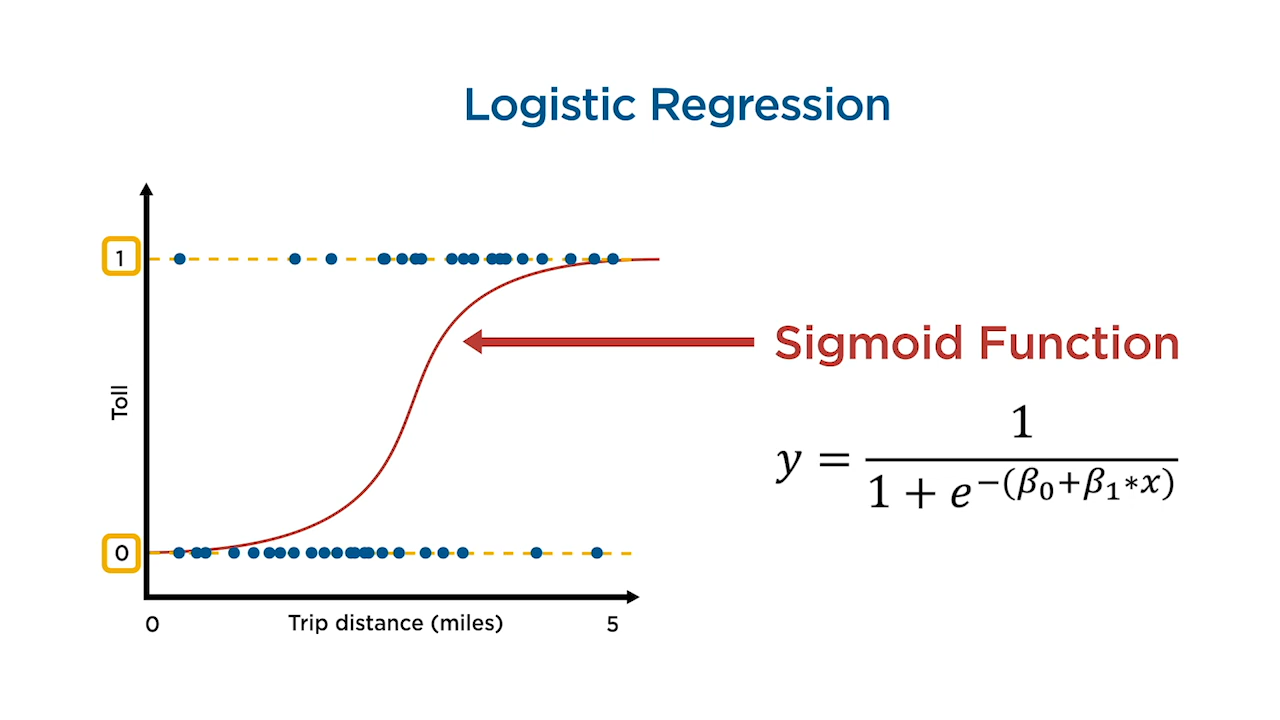 Logistic Regression
1
Toll
0
0
Trip distance (miles)
5
Sigmoid Function
y = 1 / (1 + e^{−(β₀+β₁*x)})